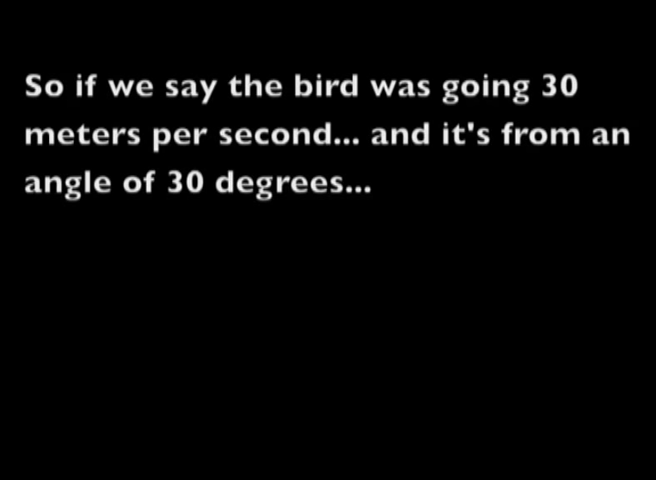 So if we say the bird was going 30
meters per second... and it's from an
angle of 30 degrees...